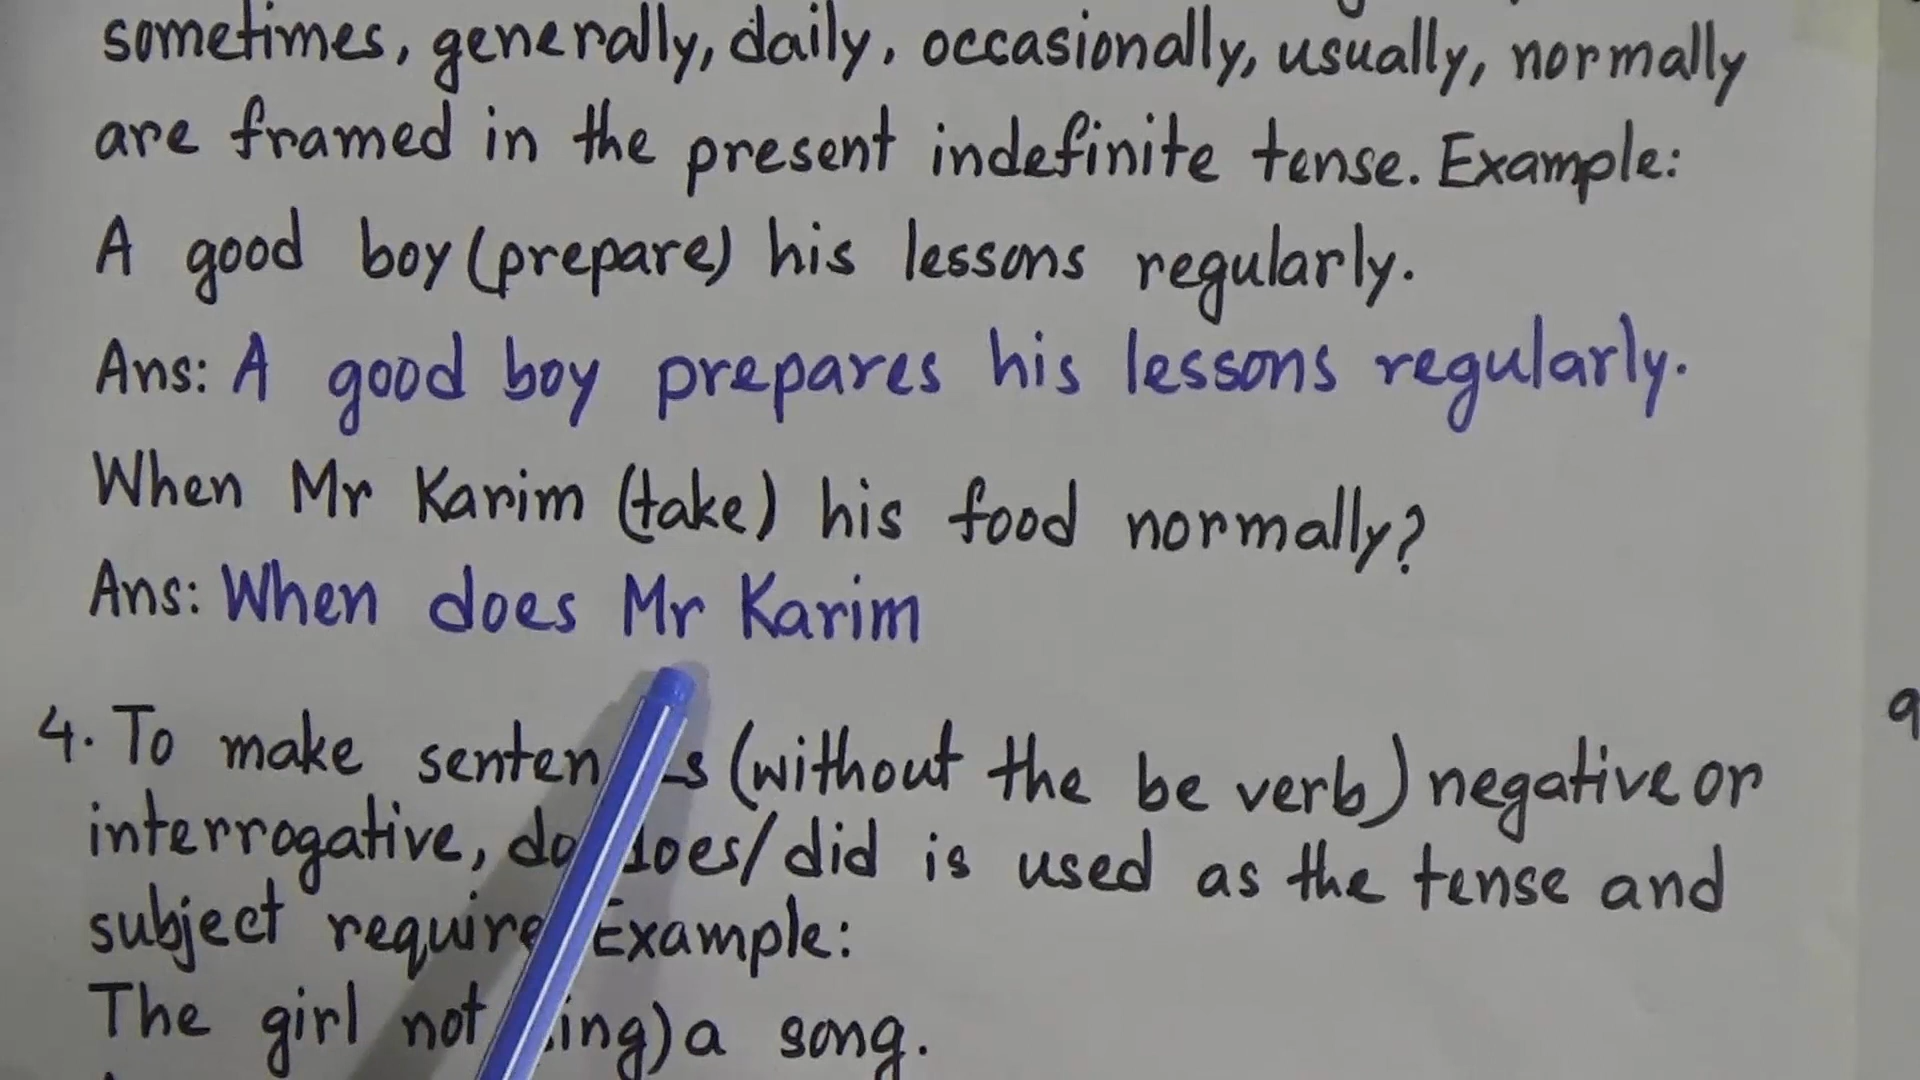 sometimes, generally, daily, occasionally, usually, normally
are framed in the present indefinite tense. Example:
A good boy (prepare) his lessons regularly.
Ans: A good boy prepares his lessons regularly.
When Mr Karim (take) his food normally?
Ans: When does Mr Karim
4. To make (without the be verb) negative or
interrogative, do does/did is used as the tense and
subject Example:
The girl not a song.